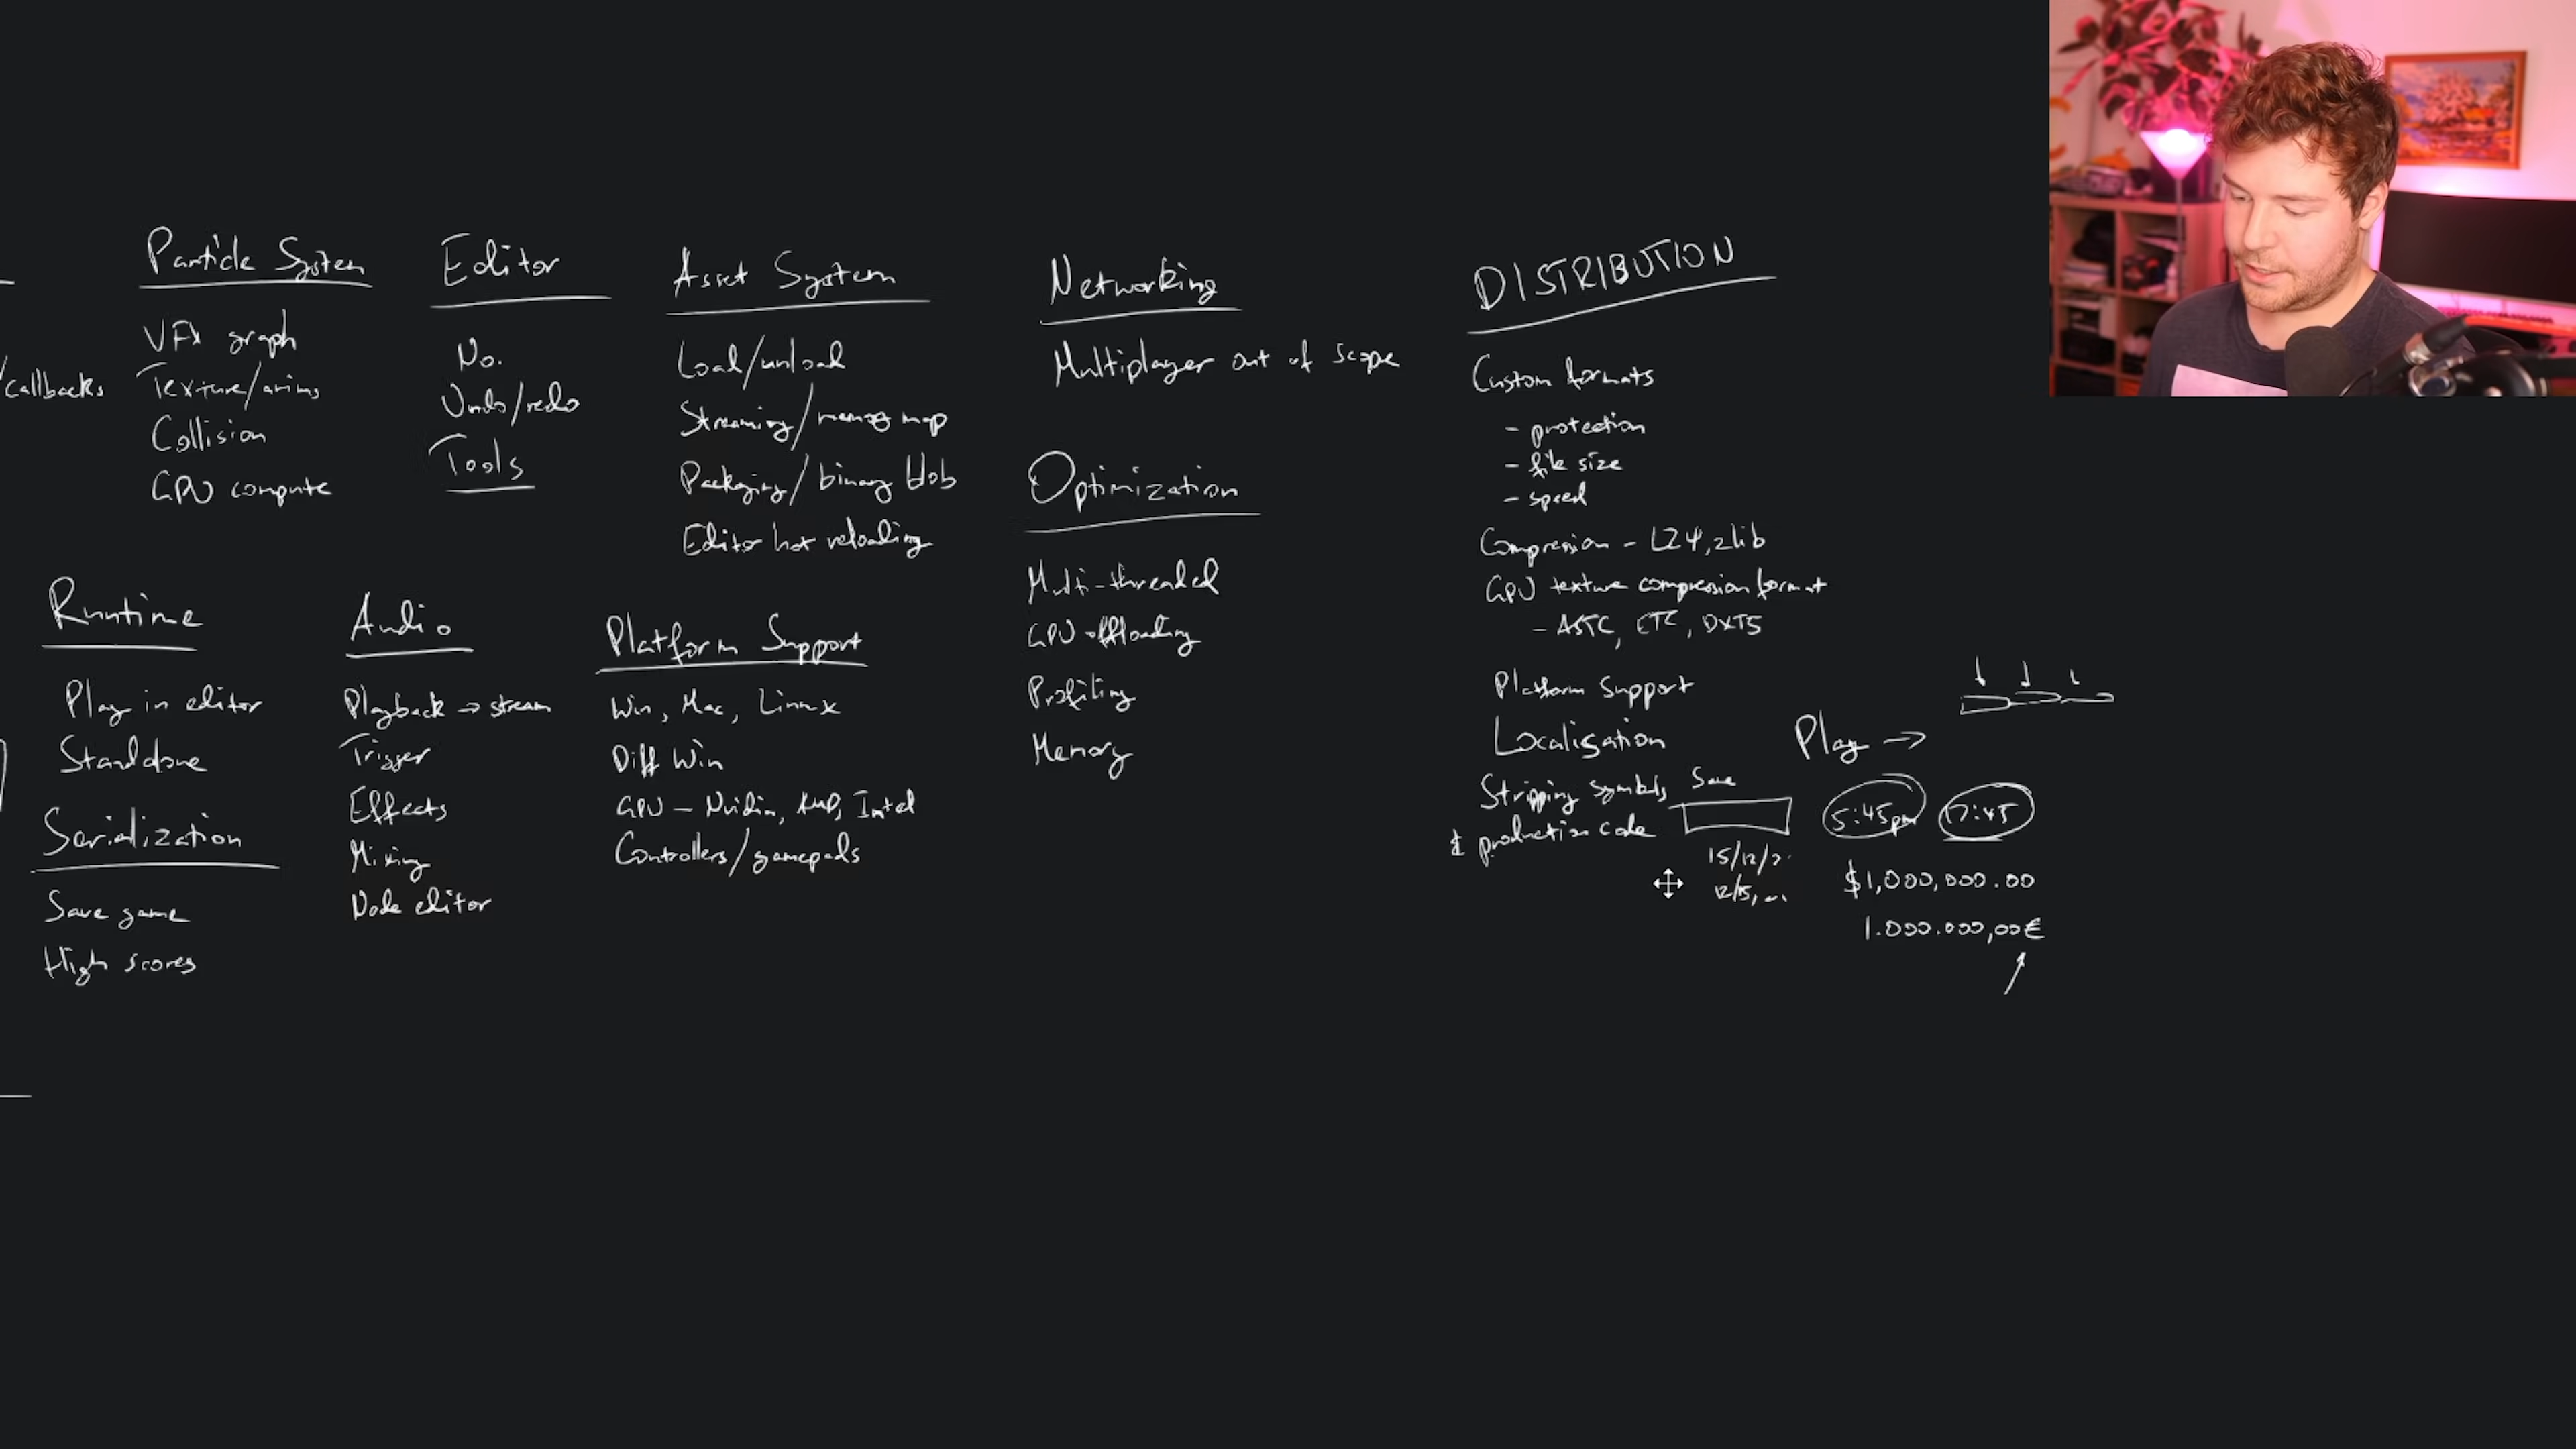 /callbacks
Particle System
VFX graph
Texture/anims
Collision
GPU compute
Editor
No.
Undo/redo
Tools
Asset System
Load/unload
Streaming/memory map
Packaging/binary blob
Editor hot reloading
Networking
Multiplayer out of scope
Optimization
Multi-threaded
GPU offloading
Profiling
Memory
Runtime
Play in editor
Standalone
Serialization
Save game
High scores
Audio
Playback → stream
Trigger
Effects
Mixing
Node editor
Platform Support
Win, Mac, Linux
Diff Win
GPU – Nvidia, AMD, Intel
Controllers/gamepads
DISTRIBUTION
Custom formats
- protection
- file size
- speed
Compression - LZ4, zlib
GPU texture compression format
- ASTC, ETC, DXT5
Platform Support
Localisation
Stripping symbols
& production code
Play →
Save
5:45pm
17:45
15/12/
12/15,
$1,000,000.00
1.000.000,00€